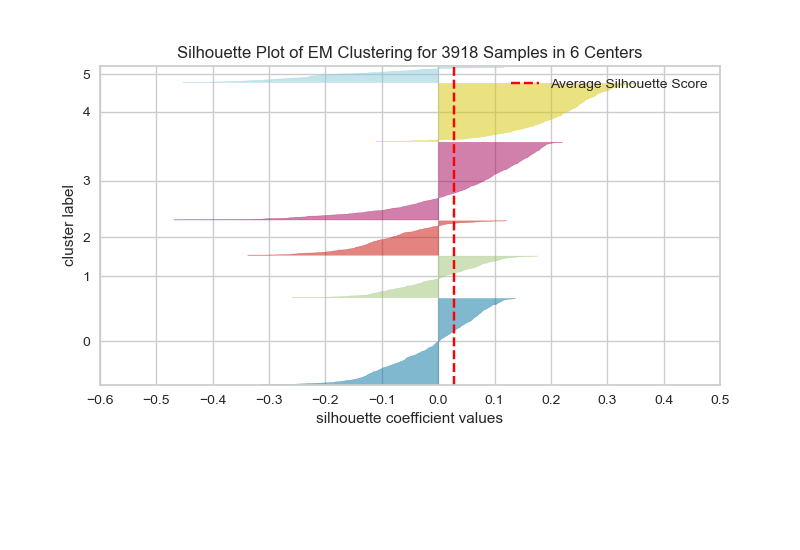 Silhouette Plot of EM Clustering for 3918 Samples in 6 Centers
Average Silhouette Score
5
4
3
2
1
0
cluster label
−0.6 −0.5 −0.4 −0.3 −0.2 −0.1 0.0 0.1 0.2 0.3 0.4 0.5
silhouette coefficient values